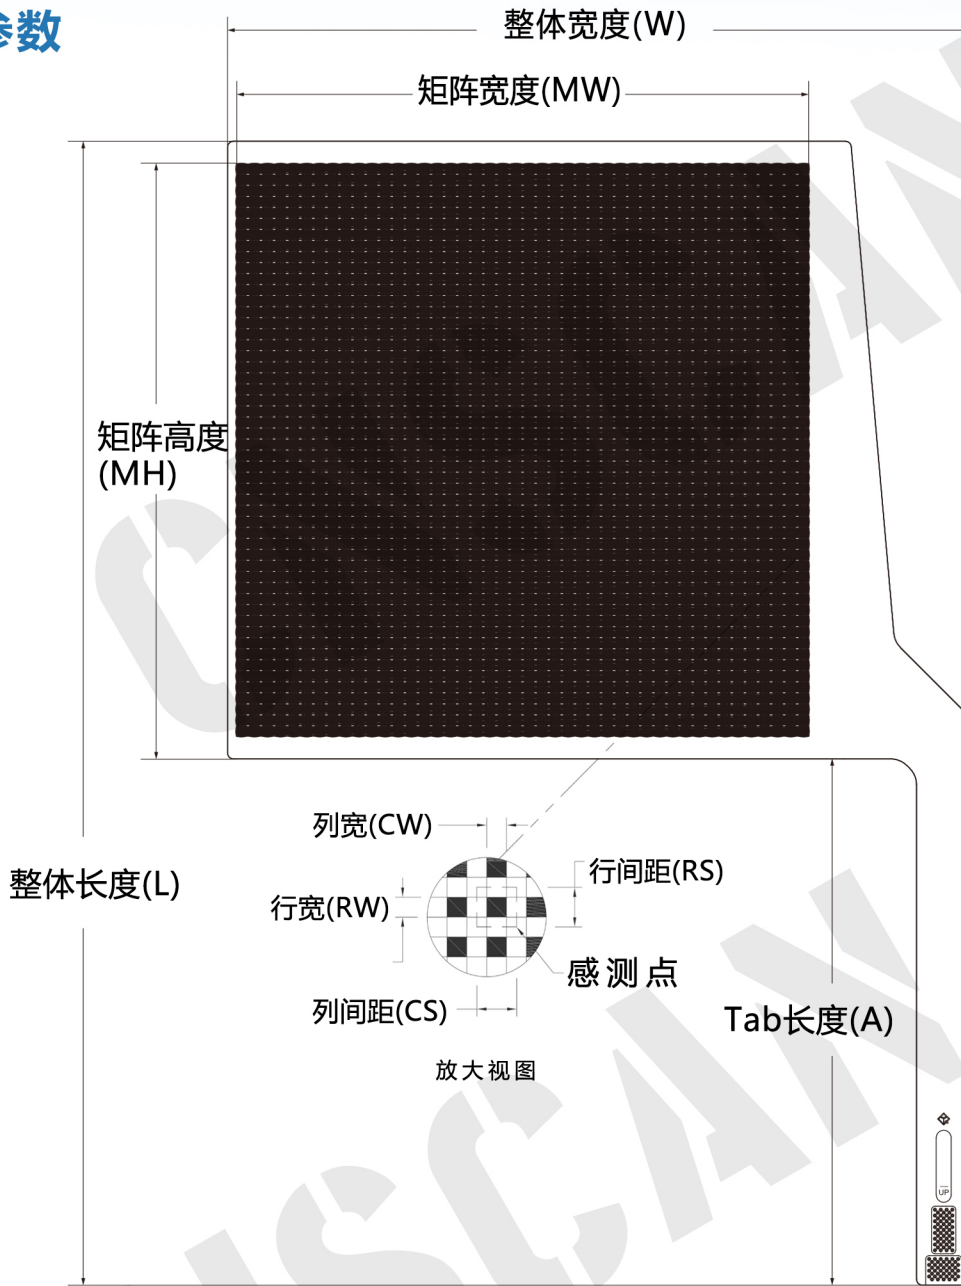 参数
整体宽度(W)
矩阵宽度(MW)
矩阵高度
(MH)
列宽(CW)
行间距(RS)
整体长度(L)
行宽(RW)
感测点
列间距(CS)
Tab长度(A)
放大视图
UP